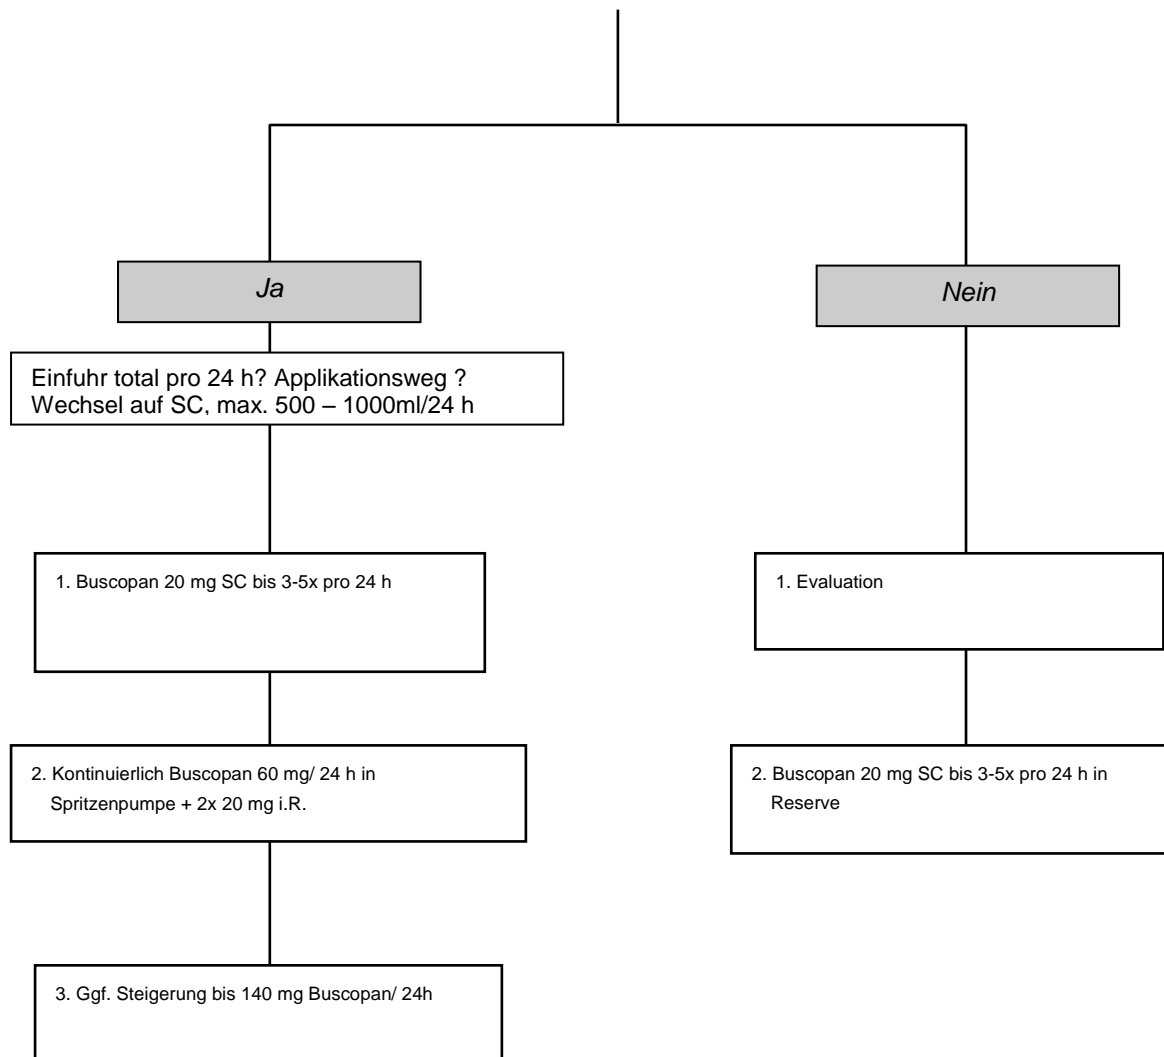 Ja
Nein
Einfuhr total pro 24 h? Applikationsweg ?
Wechsel auf SC, max. 500 – 1000ml/24 h
1. Buscopan 20 mg SC bis 3-5x pro 24 h
1. Evaluation
2. Kontinuierlich Buscopan 60 mg/ 24 h in
Spritzenpumpe + 2x 20 mg i.R.
2. Buscopan 20 mg SC bis 3-5x pro 24 h in
Reserve
3. Ggf. Steigerung bis 140 mg Buscopan/ 24h